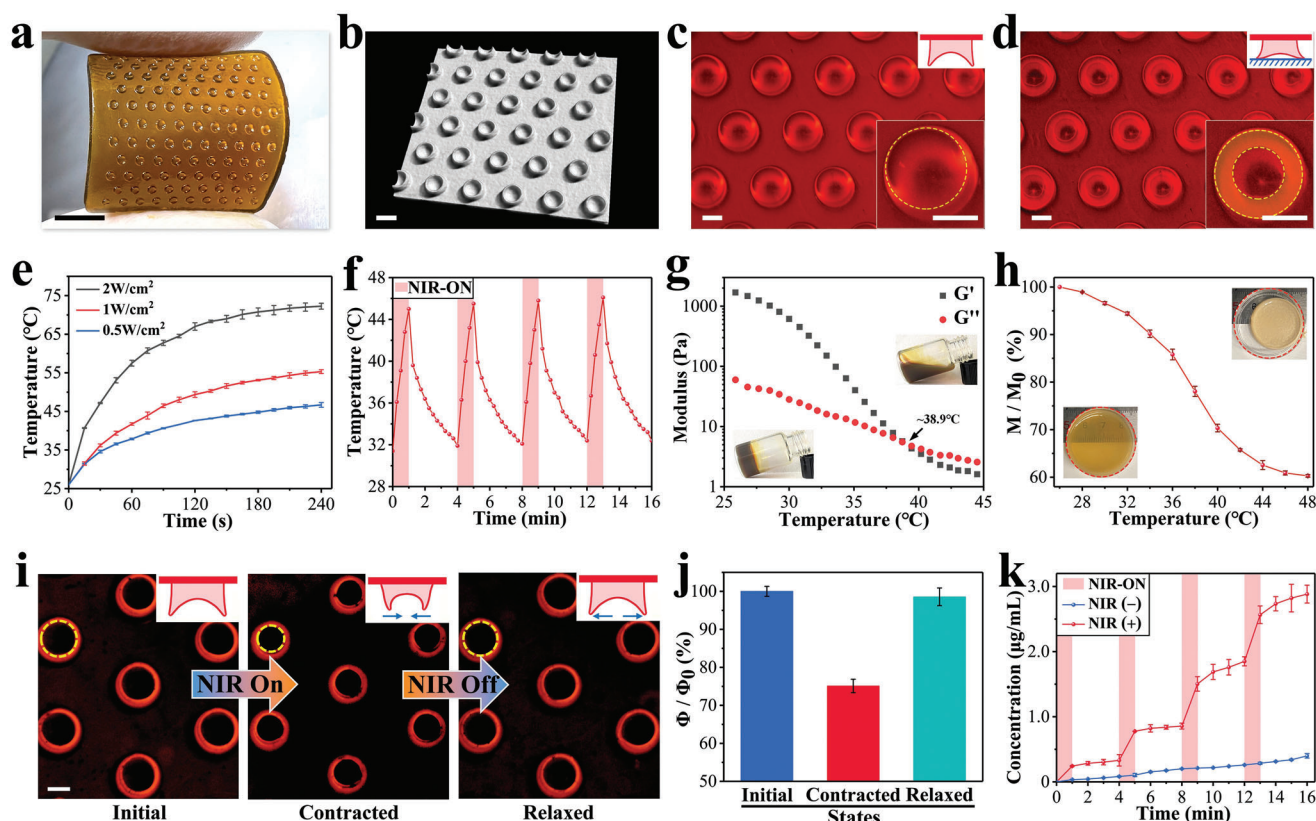 a
b
c
d
e
2W/cm²
1W/cm²
0.5W/cm²
Temperature (°C)
75
65
55
45
35
25
0 60 120 180 240
Time (s)
f
NIR-ON
Temperature (°C)
48
44
40
36
32
28
0 2 4 6 8 10 12 14 16
Time (min)
g
G'
G''
Modulus (Pa)
1000
100
10
1
~38.9°C
25 30 35 40 45
Temperature (°C)
h
M / M₀ (%)
100
90
80
70
60
28 32 36 40 44 48
Temperature (°C)
i
NIR On
NIR Off
Initial
Contracted
Relaxed
j
Φ / Φ₀ (%)
100
90
80
70
60
50
Initial Contracted Relaxed
States
k
NIR-ON
NIR (−)
NIR (+)
Concentration (μg/mL)
3.0
2.0
1.0
0.0
0 2 4 6 8 10 12 14 16
Time (min)